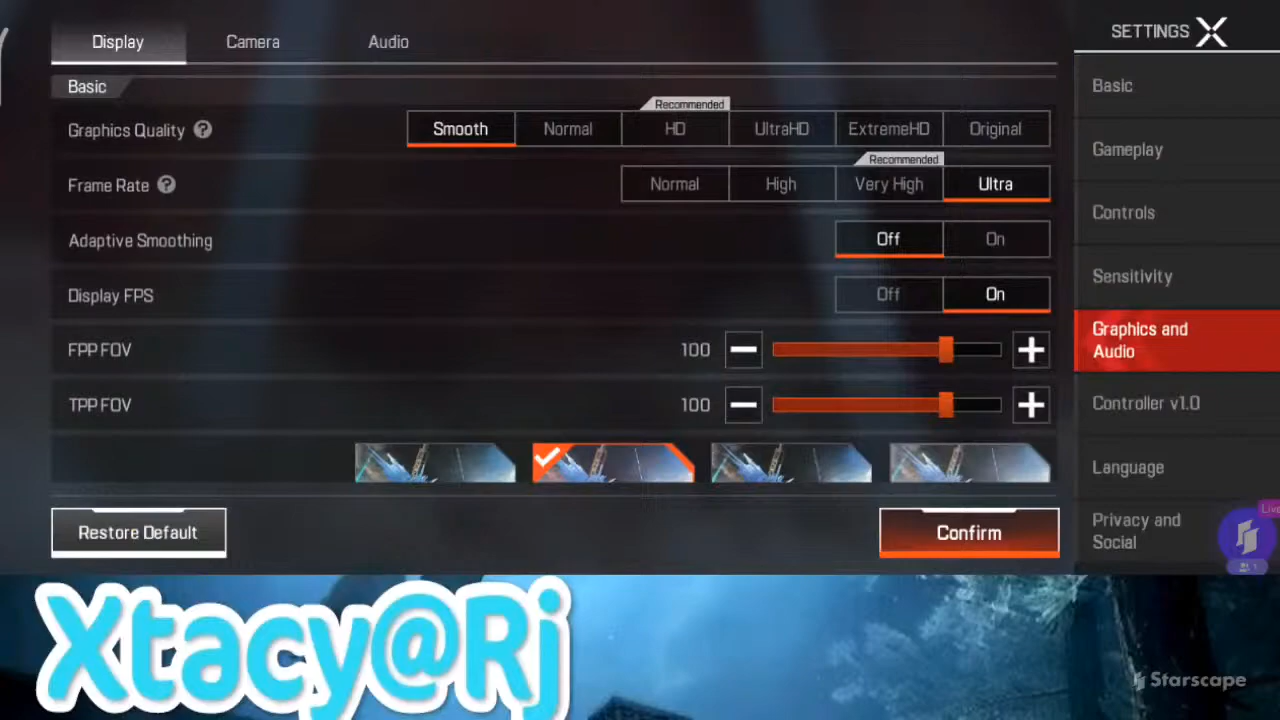 Display
Camera
Audio
SETTINGS
Basic
Recommended
Graphics Quality ?
Smooth
Normal
HD
UltraHD
ExtremeHD
Original
Recommended
Frame Rate ?
Normal
High
Very High
Ultra
Adaptive Smoothing
Off
On
Display FPS
Off
On
FPP FOV
100
TPP FOV
100
Restore Default
Confirm
Basic
Gameplay
Controls
Sensitivity
Graphics and
Audio
Controller v1.0
Language
Privacy and
Social
Live
1
Xtacy@Rj
Starscape